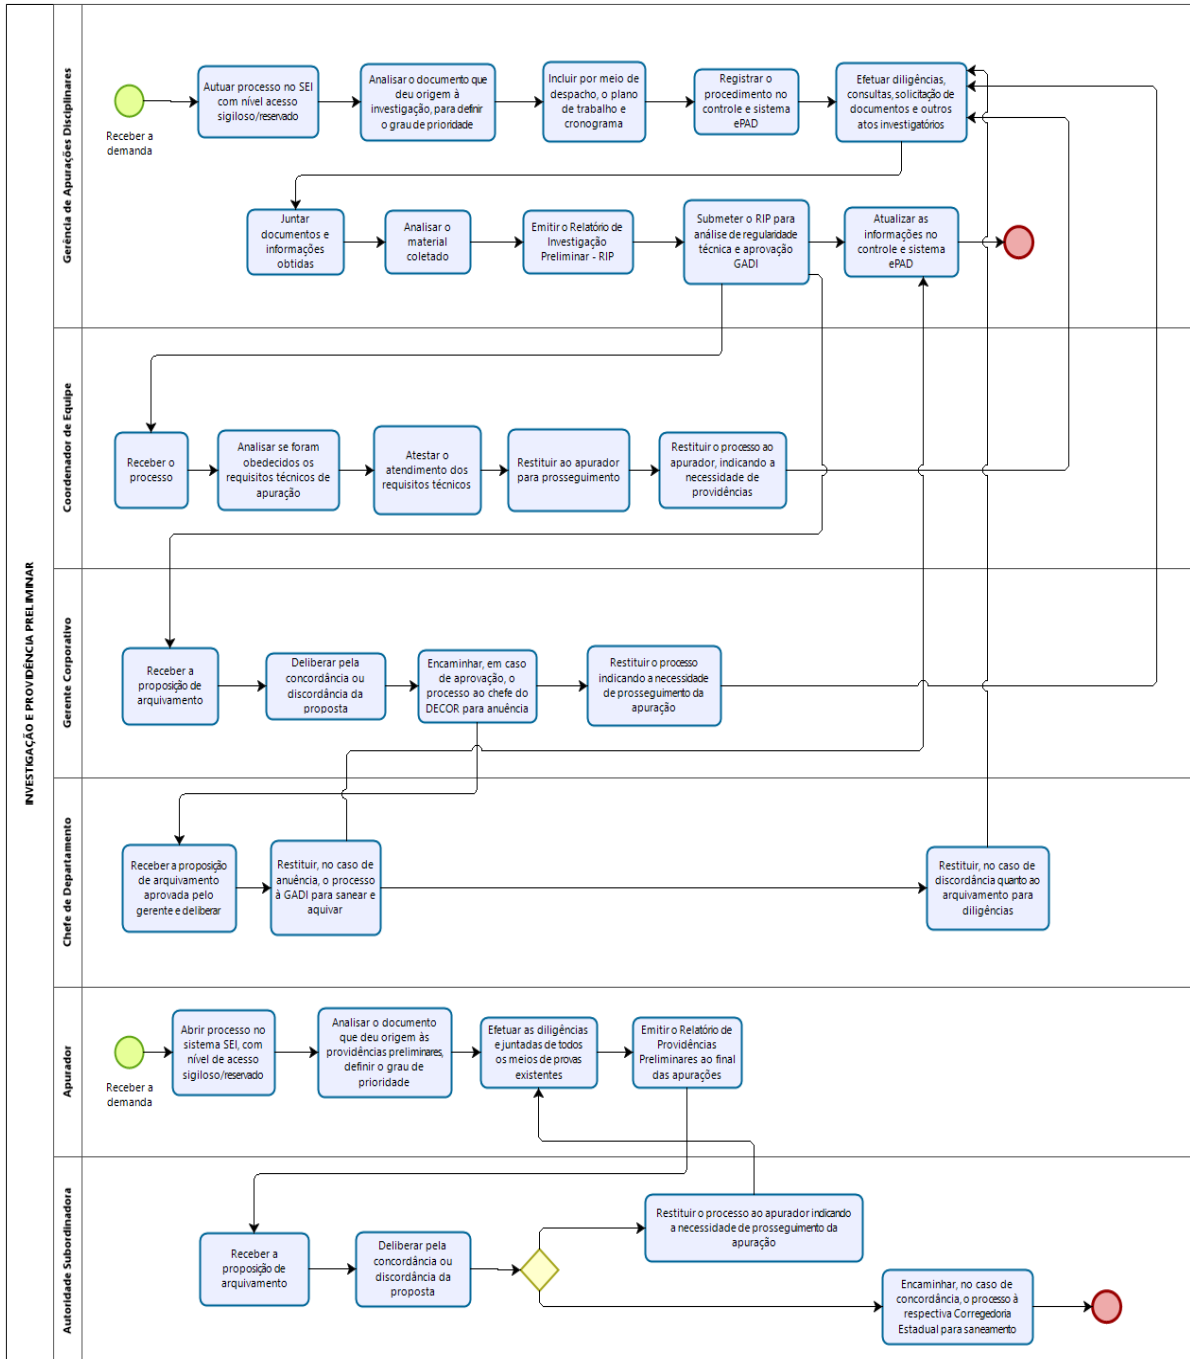 INVESTIGAÇÃO E PROVIDÊNCIA PRELIMINAR
Gerência de Apurações Disciplinares
Receber a
demanda
Autuar processo no SEI
com nível acesso
sigiloso/reservado
Analisar o documento que
deu origem à
investigação, para definir
o grau de prioridade
Incluir por meio de
despacho, o plano
de trabalho e
cronograma
Registrar o
procedimento no
controle e sistema
ePAD
Efetuar diligências,
consultas, solicitação de
documentos e outros
atos investigatórios
Juntar
documentos e
informações
obtidas
Analisar o
material
coletado
Emitir o Relatório de
Investigação
Preliminar - RIP
Submeter o RIP para
análise de regularidade
técnica e aprovação
GADI
Atualizar as
informações no
controle e sistema
ePAD
Coordenador de Equipe
Receber o
processo
Analisar se foram
obedecidos os
requisitos técnicos de
apuração
Atestar o
atendimento dos
requisitos técnicos
Restituir ao apurador
para prosseguimento
Restituir o processo ao
apurador, indicando a
necessidade de
providências
Gerente Corporativo
Receber a
proposição de
arquivamento
Deliberar pela
concordância ou
discordância da
proposta
Encaminhar, em caso
de aprovação, o
processo ao chefe do
DECOR para anuência
Restituir o processo
indicando a necessidade
de prosseguimento da
apuração
Chefe de Departamento
Receber a proposição
de arquivamento
aprovada pelo
gerente e deliberar
Restituir, no caso de
anuência, o processo
à GADI para sanear e
aquivar
Restituir, no caso de
discordância quanto ao
arquivamento para
diligências
Apurador
Receber a
demanda
Abrir processo no
sistema SEI, com
nível de acesso
sigiloso/reservado
Analisar o documento
que deu origem às
providências preliminares,
definir o grau de
prioridade
Efetuar as diligências
e juntadas de todos
os meios de provas
existentes
Emitir o Relatório de
Providências
Preliminares ao final
das apurações
Autoridade Subordinadora
Receber a
proposição de
arquivamento
Deliberar pela
concordância ou
discordância da
proposta
Restituir o processo ao apurador indicando
a necessidade de prosseguimento da
apuração
Encaminhar, no caso de
concordância, o processo à
respectiva Corregedoria
Estadual para saneamento